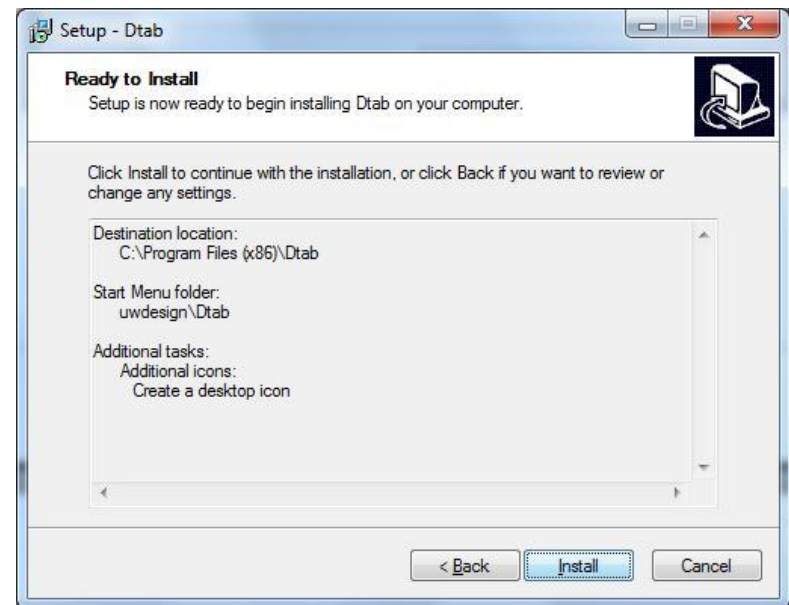 Setup - Dtab
Ready to Install
Setup is now ready to begin installing Dtab on your computer.
Click Install to continue with the installation, or click Back if you want to review or
change any settings.
Destination location:
C:\Program Files (x86)\Dtab
Start Menu folder:
uwdesign\Dtab
Additional tasks:
Additional icons:
Create a desktop icon
< Back
Install
Cancel